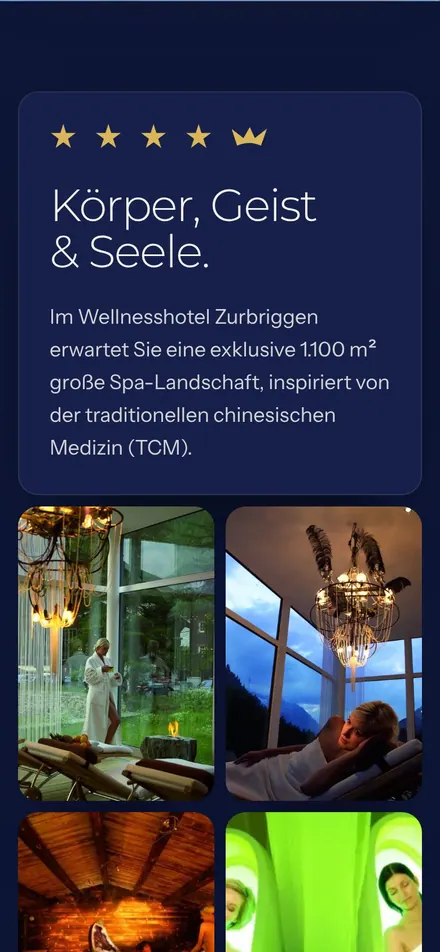 Körper, Geist
& Seele.
Im Wellnesshotel Zurbriggen
erwartet Sie eine exklusive 1.100 m²
große Spa-Landschaft, inspiriert von
der traditionellen chinesischen
Medizin (TCM).